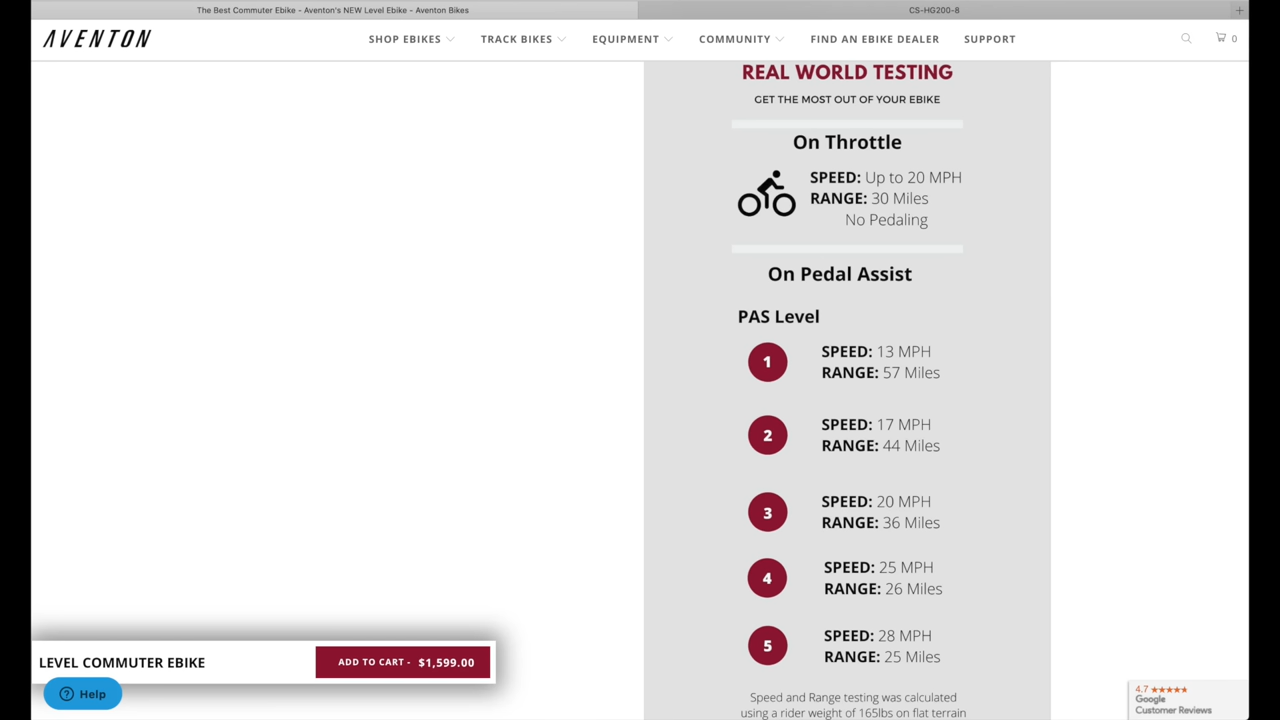 The Best Commuter Ebike - Aventon's NEW Level Ebike - Aventon Bikes
CS-HG200-8
AVENTON
SHOP EBIKES
TRACK BIKES
EQUIPMENT
COMMUNITY
FIND AN EBIKE DEALER
SUPPORT
0
REAL WORLD TESTING
GET THE MOST OUT OF YOUR EBIKE
On Throttle
SPEED: Up to 20 MPH
RANGE: 30 Miles
No Pedaling
On Pedal Assist
PAS Level
1
SPEED: 13 MPH
RANGE: 57 Miles
2
SPEED: 17 MPH
RANGE: 44 Miles
3
SPEED: 20 MPH
RANGE: 36 Miles
4
SPEED: 25 MPH
RANGE: 26 Miles
5
SPEED: 28 MPH
RANGE: 25 Miles
Speed and Range testing was calculated
using a rider weight of 165lbs on flat terrain
LEVEL COMMUTER EBIKE
ADD TO CART - $1,599.00
Help
4.7 ★★★★★
Google
Customer Reviews